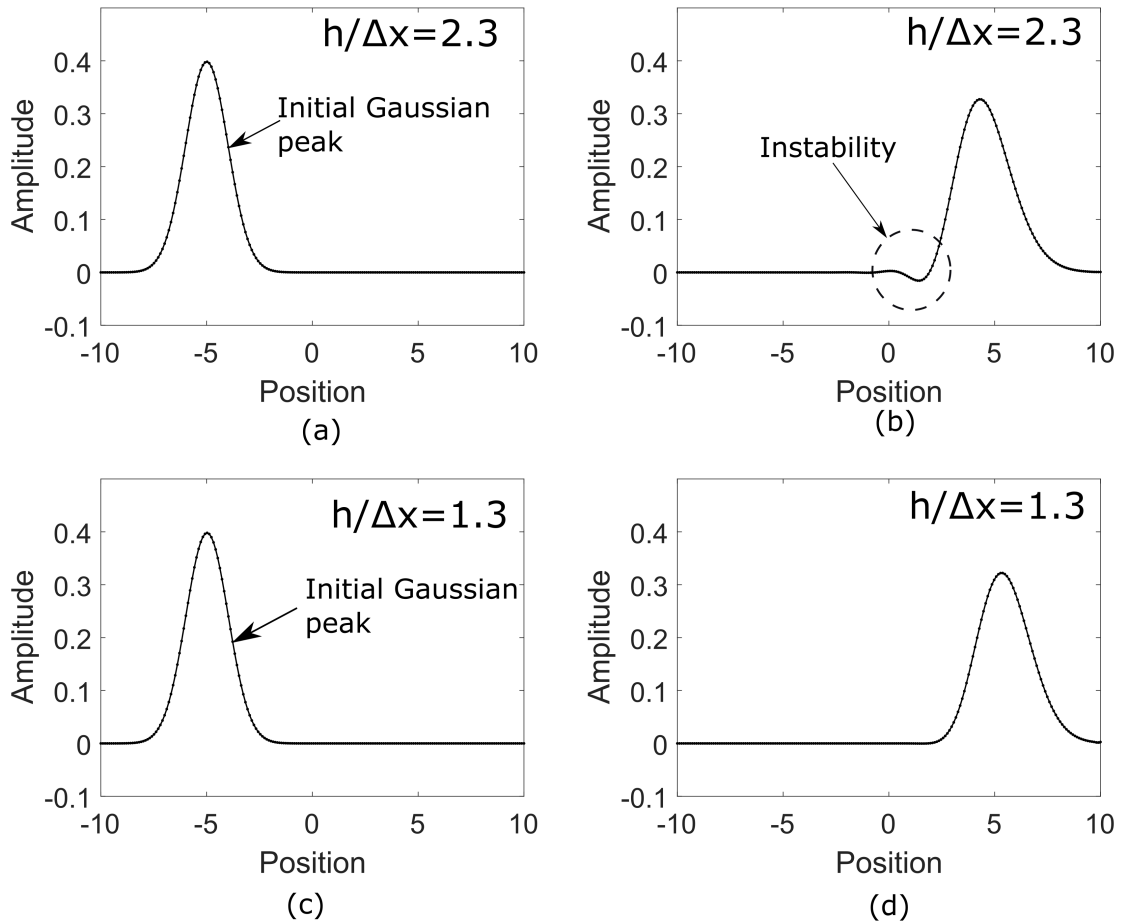 h/Δx=2.3
0.4
0.3
0.2
0.1
0
-0.1
Amplitude
Initial Gaussian
peak
-10
-5
0
5
10
Position
(a)
h/Δx=2.3
0.4
0.3
0.2
0.1
0
-0.1
Amplitude
Instability
-10
-5
0
5
10
Position
(b)
h/Δx=1.3
0.4
0.3
0.2
0.1
0
-0.1
Amplitude
Initial Gaussian
peak
-10
-5
0
5
10
Position
(c)
h/Δx=1.3
0.4
0.3
0.2
0.1
0
-0.1
Amplitude
-10
-5
0
5
10
Position
(d)